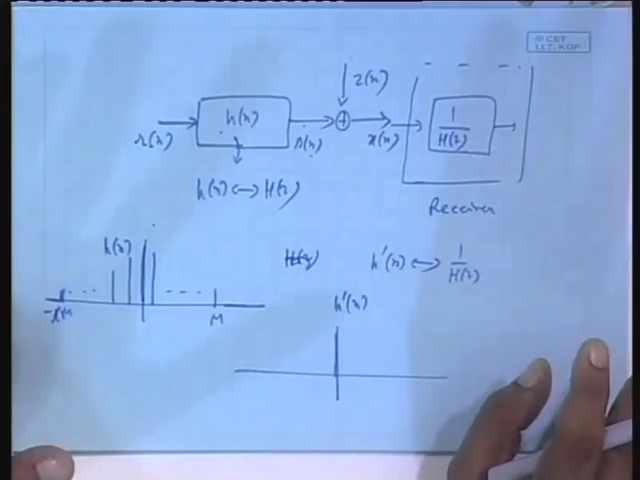 © CET
I.I.T. KGP
z(n)
h(n)
1/H(z)
r(n)
s(n)
x(n)
h(n) ↔ H(z)
Receiver
h(n)
h'(n) ↔ 1/H(z)
h'(n)
-M
M